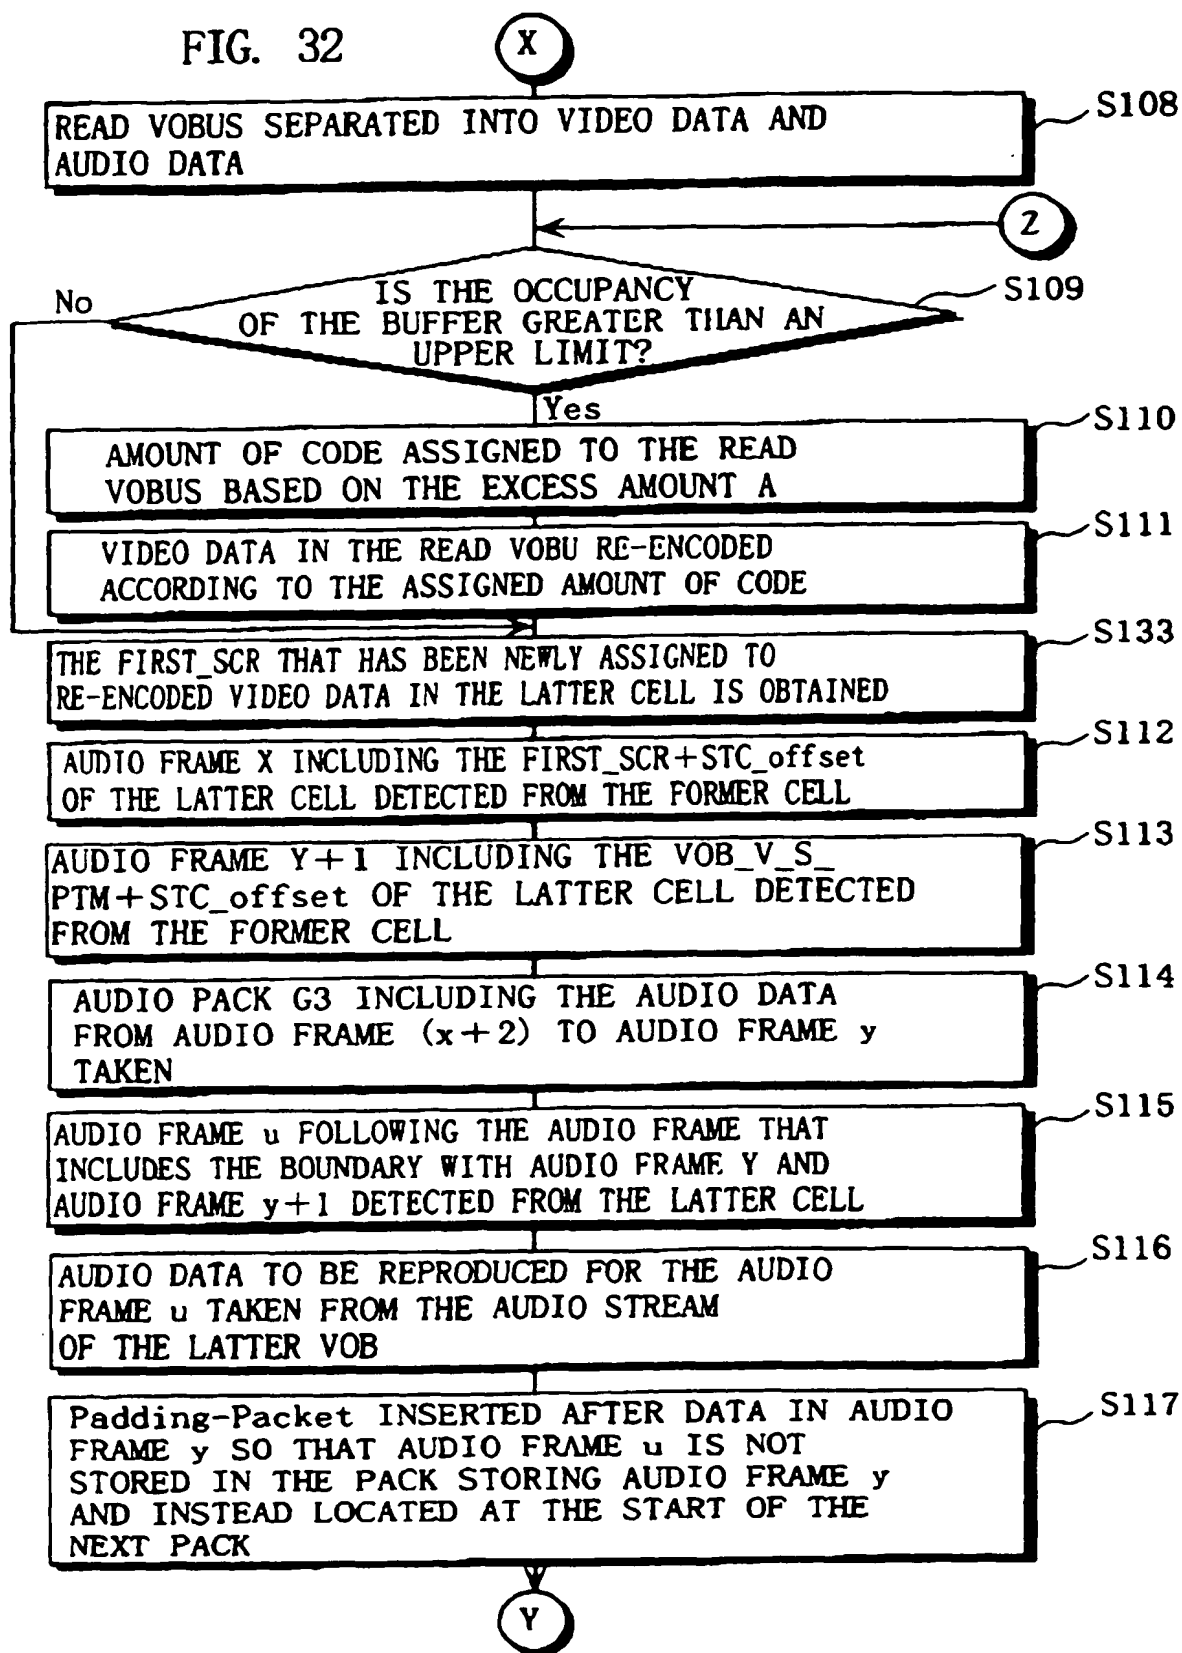 FIG. 32
X
READ VOBUS SEPARATED INTO VIDEO DATA AND
AUDIO DATA
S108
2
IS THE OCCUPANCY
OF THE BUFFER GREATER THAN AN
UPPER LIMIT?
S109
No
Yes
AMOUNT OF CODE ASSIGNED TO THE READ
VOBUS BASED ON THE EXCESS AMOUNT A
S110
VIDEO DATA IN THE READ VOBU RE-ENCODED
ACCORDING TO THE ASSIGNED AMOUNT OF CODE
S111
THE FIRST_SCR THAT HAS BEEN NEWLY ASSIGNED TO
RE-ENCODED VIDEO DATA IN THE LATTER CELL IS OBTAINED
S133
AUDIO FRAME X INCLUDING THE FIRST_SCR+STC_offset
OF THE LATTER CELL DETECTED FROM THE FORMER CELL
S112
AUDIO FRAME Y+1 INCLUDING THE VOB_V_S_
PTM+STC_offset OF THE LATTER CELL DETECTED
FROM THE FORMER CELL
S113
AUDIO PACK G3 INCLUDING THE AUDIO DATA
FROM AUDIO FRAME (x+2) TO AUDIO FRAME y
TAKEN
S114
AUDIO FRAME u FOLLOWING THE AUDIO FRAME THAT
INCLUDES THE BOUNDARY WITH AUDIO FRAME Y AND
AUDIO FRAME y+1 DETECTED FROM THE LATTER CELL
S115
AUDIO DATA TO BE REPRODUCED FOR THE AUDIO
FRAME u TAKEN FROM THE AUDIO STREAM
OF THE LATTER VOB
S116
Padding-Packet INSERTED AFTER DATA IN AUDIO
FRAME y SO THAT AUDIO FRAME u IS NOT
STORED IN THE PACK STORING AUDIO FRAME y
AND INSTEAD LOCATED AT THE START OF THE
NEXT PACK
S117
Y